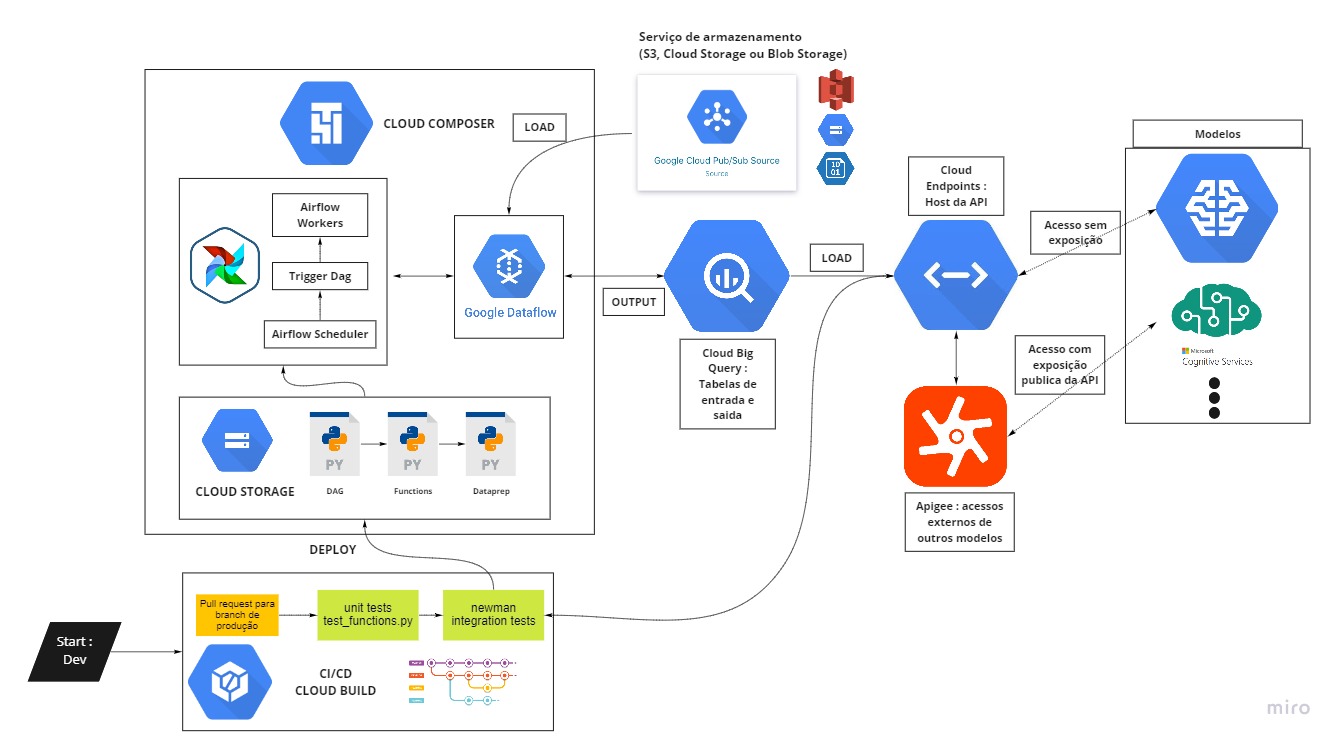 Serviço de armazenamento
(S3, Cloud Storage ou Blob Storage)
CLOUD COMPOSER
LOAD
Google Cloud Pub/Sub Source
Source
10
01
Modelos
Cloud
Endpoints :
Host da API
Airflow
Workers
Trigger Dag
Airflow Scheduler
Google Dataflow
OUTPUT
LOAD
Acesso sem
exposição
Cloud Big
Query :
Tabelas de
entrada e
saida
Acesso com
exposição
publica da API
Microsoft
Cognitive Services
CLOUD STORAGE
PY
DAG
PY
Functions
PY
Dataprep
Apigee : acessos
externos de
outros modelos
DEPLOY
Start :
Dev
Pull request para
branch de
produção
unit tests
test_functions.py
newman
integration tests
CI/CD
CLOUD BUILD
miro